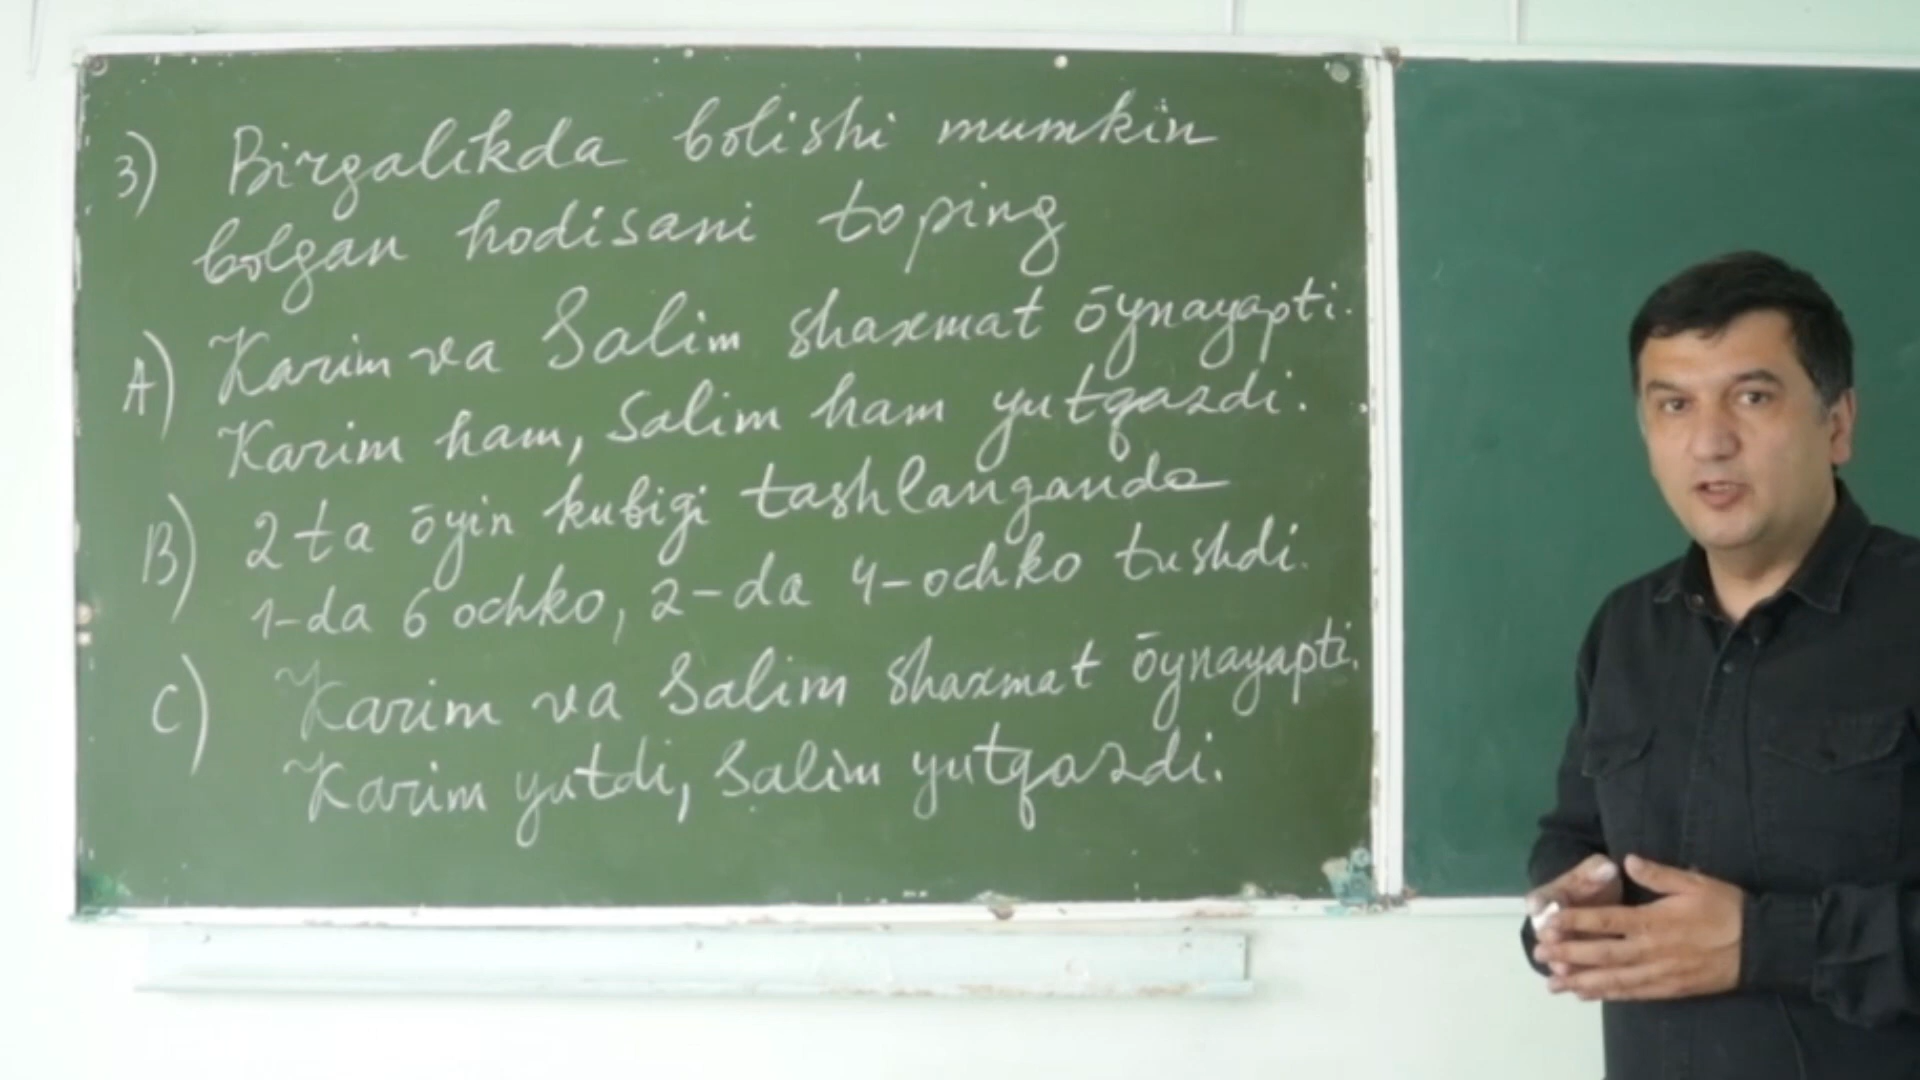 3) Birgalikda bōlishi mumkin
bōlgan hodisani toping
A) Karim va Salim shaxmat ōynayapti.
Karim ham, Salim ham yutqazdi.
B) 2 ta ōyin kubigi tashlanganda
1-da 6 ochko, 2-da 4-ochko tushdi.
C) Karim va Salim shaxmat ōynayapti.
Karim yutdi, Salim yutqazdi.